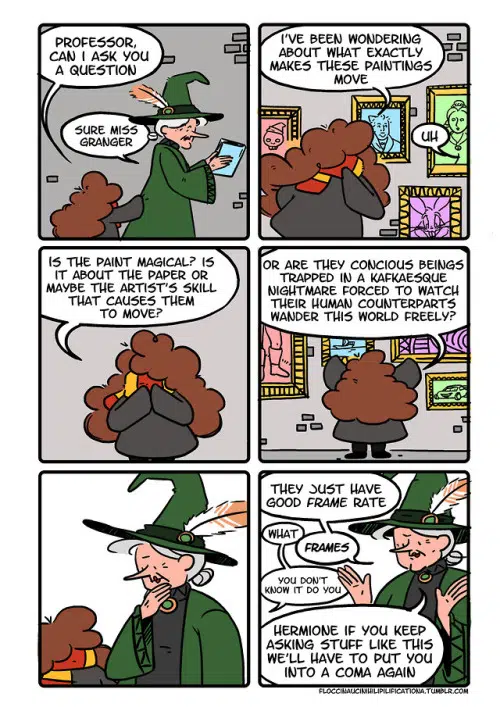 PROFESSOR,
CAN I ASK YOU
A QUESTION
SURE MISS
GRANGER
I'VE BEEN WONDERING
ABOUT WHAT EXACTLY
MAKES THESE PAINTINGS
MOVE
UH
IS THE PAINT MAGICAL? IS
IT ABOUT THE PAPER OR
MAYBE THE ARTIST'S SKILL
THAT CAUSES THEM
TO MOVE?
OR ARE THEY CONCIOUS BEINGS
TRAPPED IN A KAFKAESQUE
NIGHTMARE FORCED TO WATCH
THEIR HUMAN COUNTERPARTS
WANDER THIS WORLD FREELY?
THEY JUST HAVE
GOOD FRAME RATE
WHAT
FRAMES
YOU DON'T
KNOW IT DO YOU
HERMIONE IF YOU KEEP
ASKING STUFF LIKE THIS
WE'LL HAVE TO PUT YOU
INTO A COMA AGAIN
FLOCCINAUCINIHILIPILIFICATIONA.TUMBLR.COM